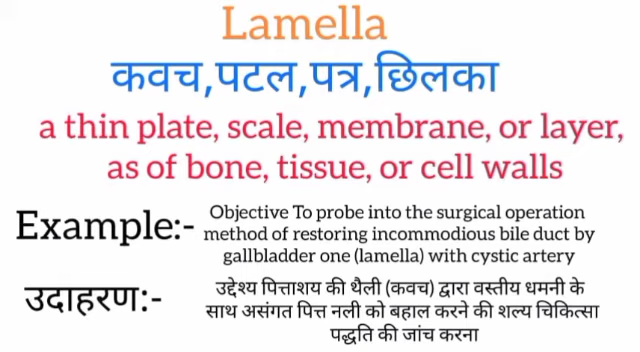 Lamella
कवच,पटल,पत्र,छिलका
a thin plate, scale, membrane, or layer,
as of bone, tissue, or cell walls
Example:- Objective To probe into the surgical operation
method of restoring incommodious bile duct by
gallbladder one (lamella) with cystic artery
उदाहरण:- उद्देश्य पित्ताशय की थैली (कवच) द्वारा वस्तीय धमनी के
साथ असंगत पित्त नली को बहाल करने की शल्य चिकित्सा
पद्धति की जांच करना